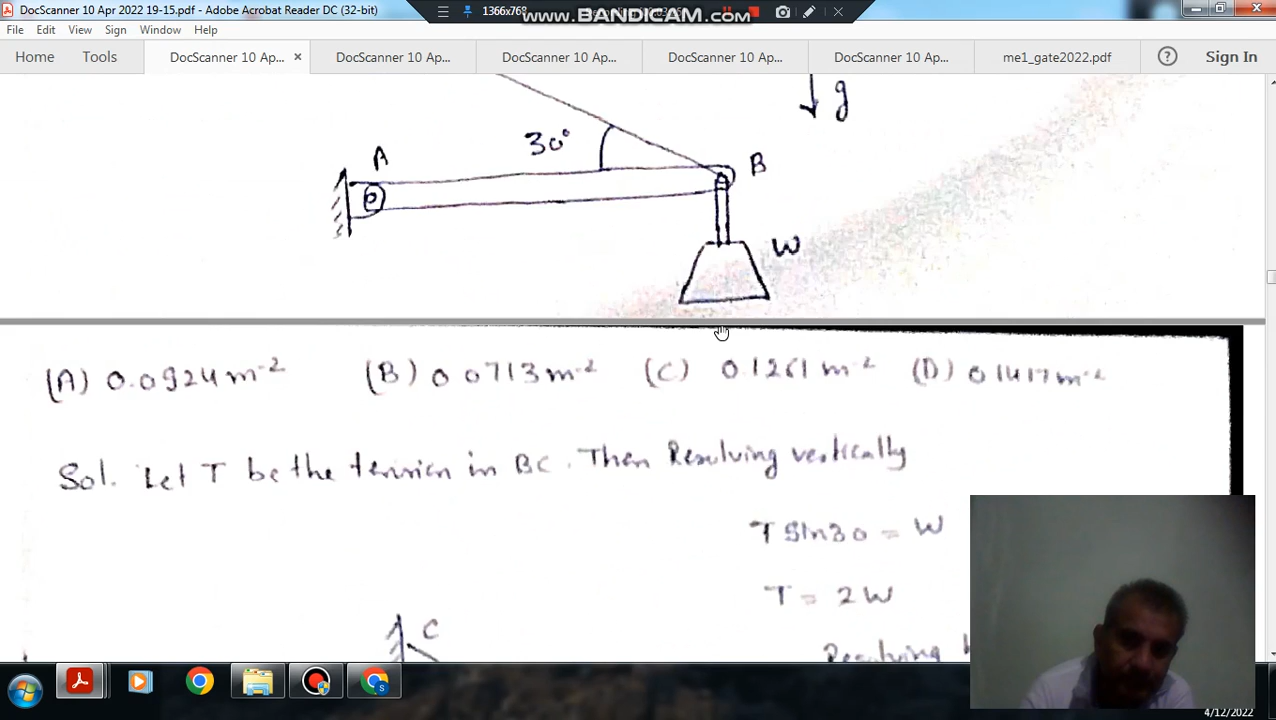 DocScanner 10 Apr 2022 19-15.pdf - Adobe Acrobat Reader DC (32-bit)
1366x768
www.BANDICAM.com
File Edit View Sign Window Help
Home Tools DocScanner 10 Ap... × DocScanner 10 Ap... DocScanner 10 Ap... DocScanner 10 Ap... DocScanner 10 Ap... me1_gate2022.pdf ? Sign In
g
30°
A
B
W
(A) 0.0924 m-2 (B) 0.0713 m-2 (C) 0.1261 m-2 (D) 0.1417 m-2
Sol. Let T be the tension in BC. Then Resolving vertically
T Sin30 = W
T = 2W
C
Resolving
4/12/2022